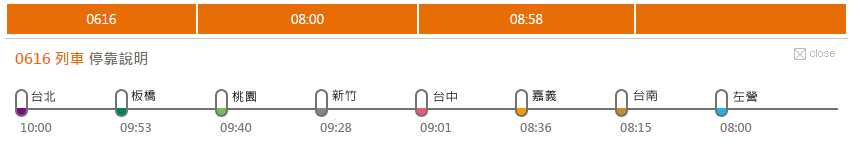 0616 08:00 08:58
0616 列車 停靠說明 close
台北 板橋 桃園 新竹 台中 嘉義 台南 左營
10:00 09:53 09:40 09:28 09:01 08:36 08:15 08:00